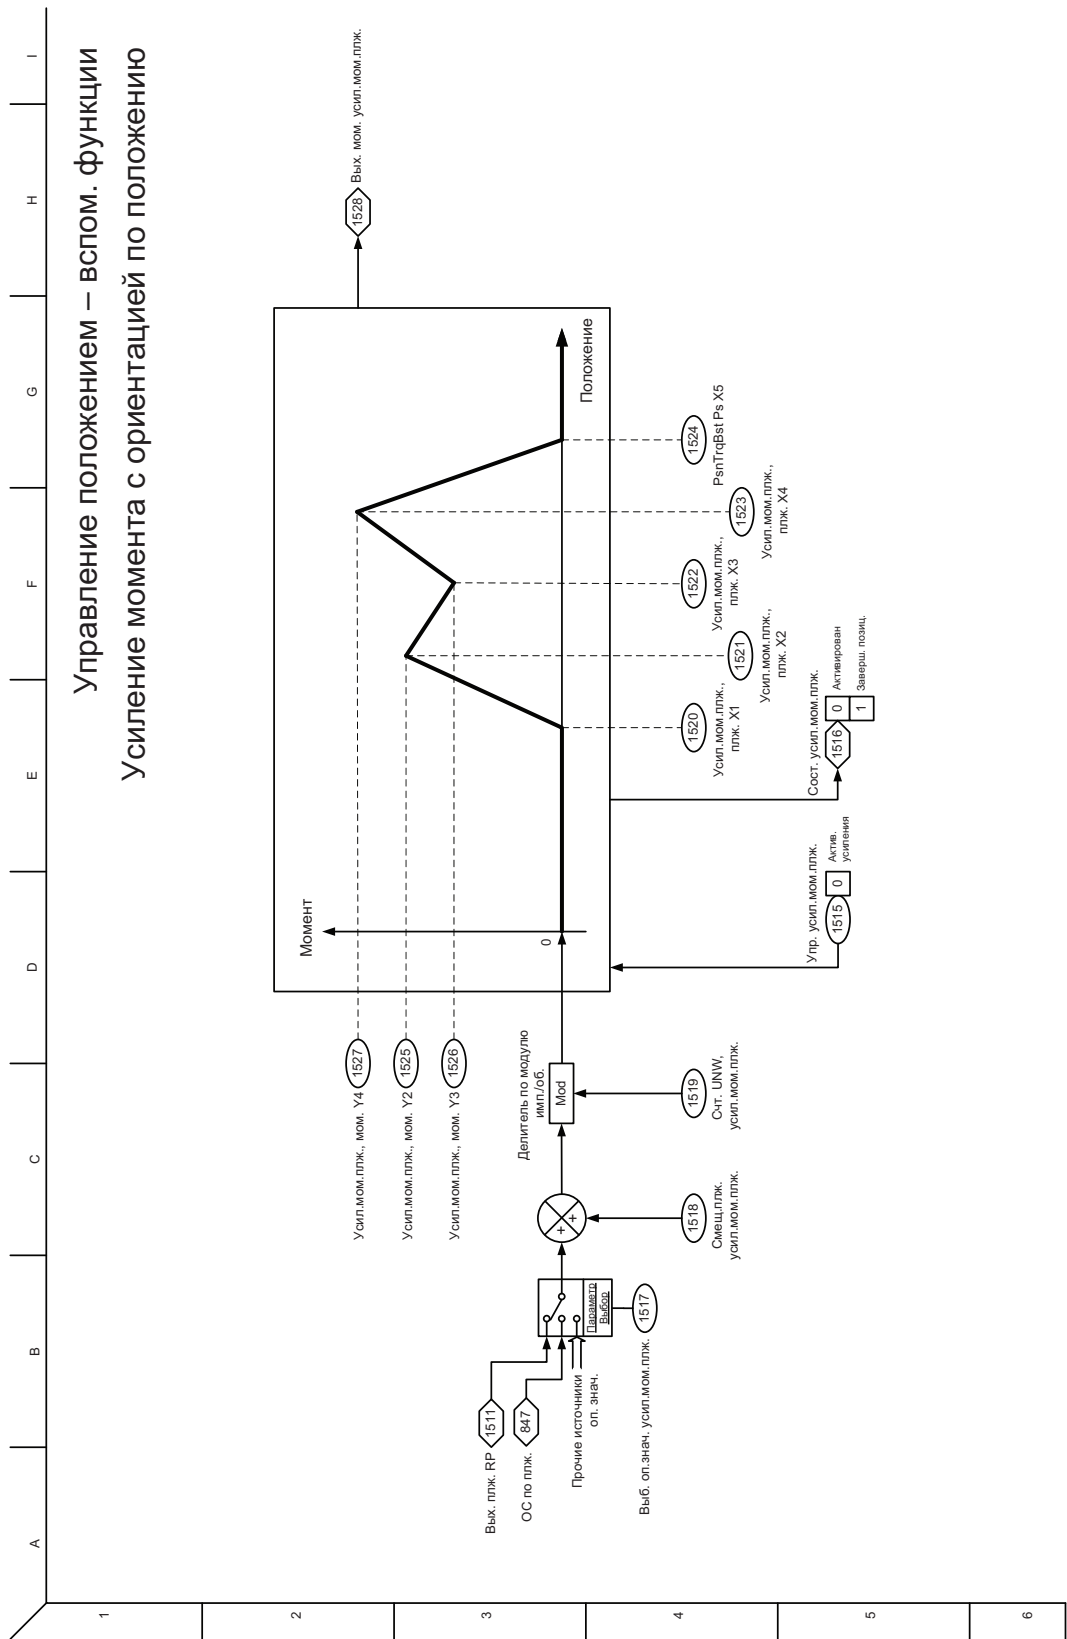 A
B
C
D
E
F
G
H
I
1
2
3
4
5
6
Управление положением – вспом. функции
Усиление момента с ориентацией по положению
Момент
0
Положение
1528
Вых. мом. усил.мом.плж.
Усил.мом.плж., мом. Y4
1527
Усил.мом.плж., мом. Y2
1525
Усил.мом.плж., мом. Y3
1526
Вых. плж. RP
1511
ОС по плж.
847
Прочие источники
оп. знач.
Параметр
Выбор
Выб. оп.знач. усил.мом.плж.
1517
+
+
1518
Смещ.плж.
усил.мом.плж.
Делитель по модулю
имп./об.
Mod
1519
Счт. UNW,
усил.мом.плж.
1520
Усил.мом.плж.,
плж. X1
1521
Усил.мом.плж.,
плж. X2
1522
Усил.мом.плж.,
плж. X3
1523
Усил.мом.плж.,
плж. X4
1524
PsnTrqBst Ps X5
Упр. усил.мом.плж.
1515
0
Актив.
усиления
Сост. усил.мом.плж.
1516
0
Активирован
1
Заверш. позиц.